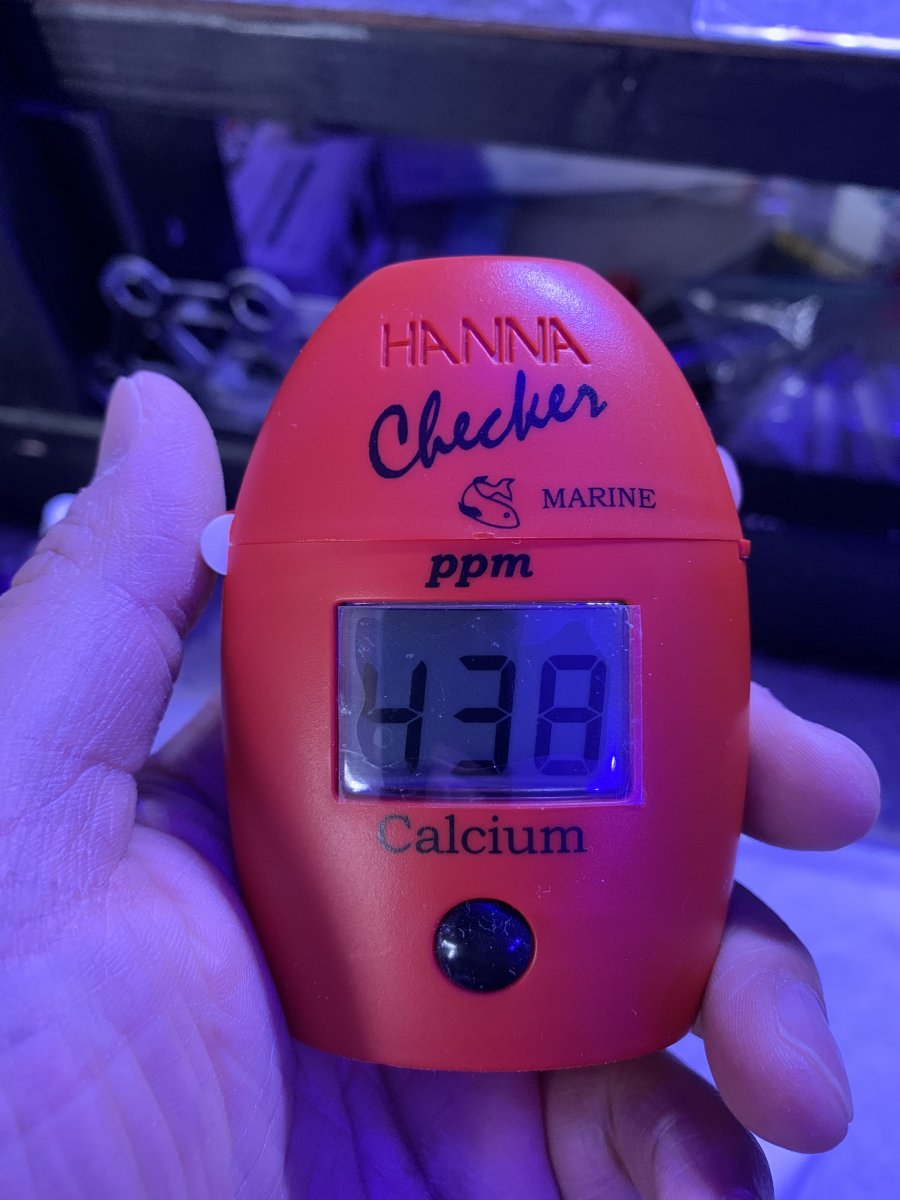 HANNA
Checker
MARINE
ppm
438
Calcium